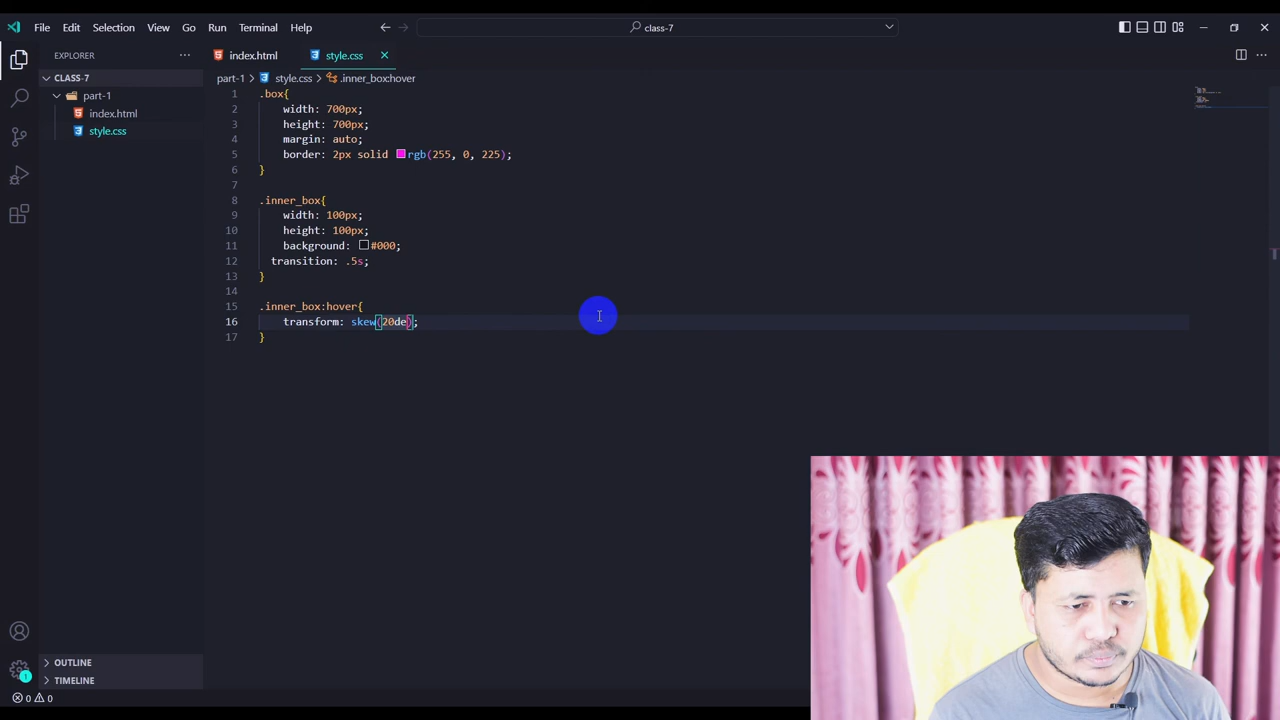 File Edit Selection View Go Run Terminal Help
class-7
EXPLORER
index.html
style.css
CLASS-7
part-1
index.html
style.css
part-1 > style.css > .inner_box:hover
1 .box{
2 width: 700px;
3 height: 700px;
4 margin: auto;
5 border: 2px solid rgb(255, 0, 225);
6 }
7
8 .inner_box{
9 width: 100px;
10 height: 100px;
11 background: #000;
12 transition: .5s;
13 }
14
15 .inner_box:hover{
16 transform: skew(20de);
17 }
1
OUTLINE
TIMELINE
0 0